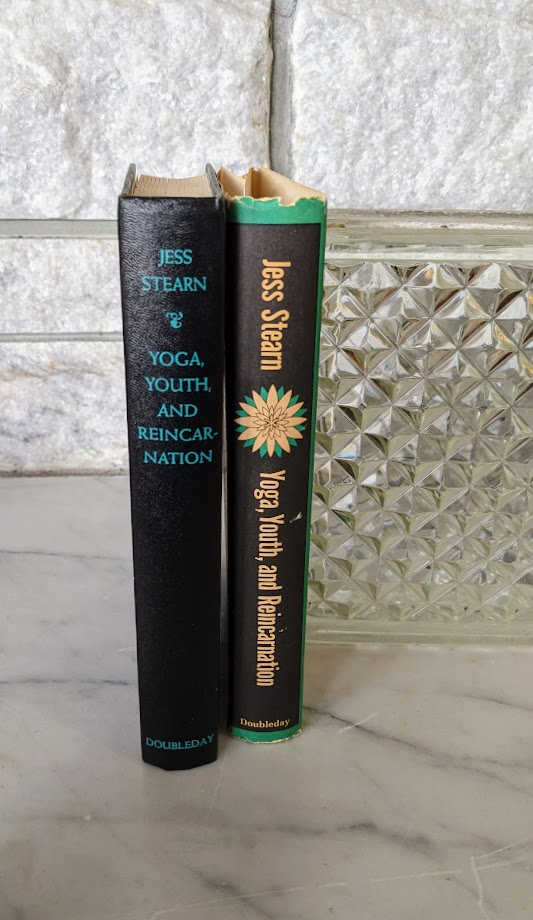 JESS
STEARN
YOGA,
YOUTH,
AND
REINCAR-
NATION
DOUBLEDAY
Jess Stearn
Yoga, Youth, and Reincarnation
Doubleday